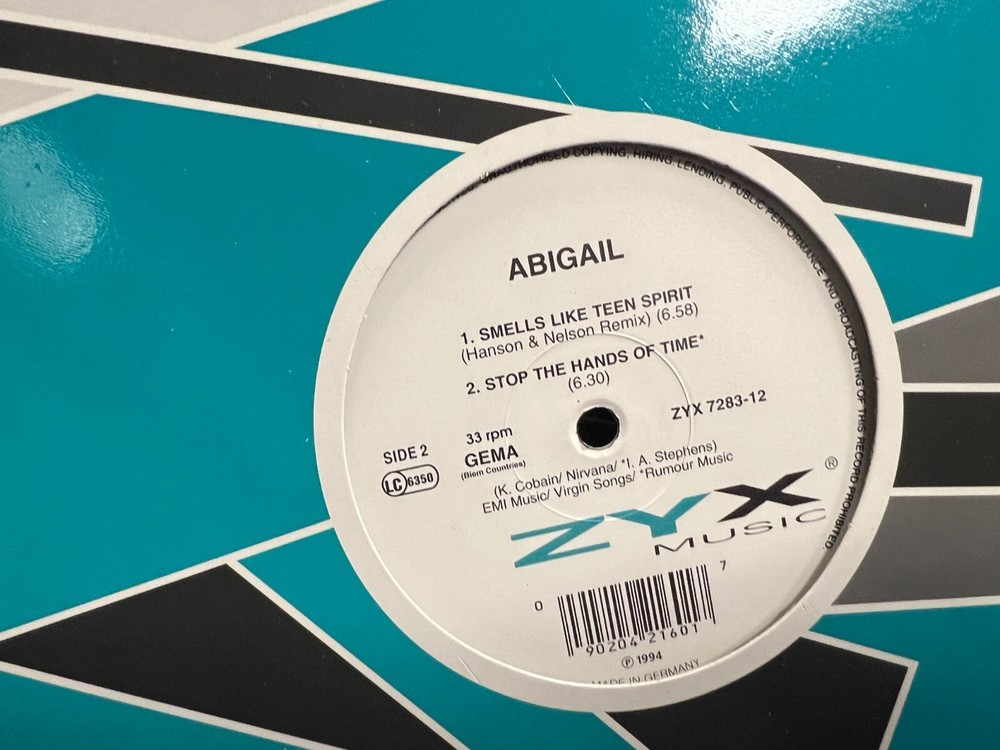 UNAUTHORISED COPYING, HIRING, LENDING, PUBLIC PERFORMANCE AND BROADCASTING OF THIS RECORD PROHIBITED.
ABIGAIL
1. SMELLS LIKE TEEN SPIRIT
(Hanson & Nelson Remix) (6.58)
2. STOP THE HANDS OF TIME*
(6.30)
ZYX 7283-12
SIDE 2
LC 6350
33 rpm
GEMA
(Biem Countries)
(K. Cobain/ Nirvana/ *I. A. Stephens)
EMI Music/ Virgin Songs/ *Rumour Music
ZYX ®
MUSIC
0 90204 21601 7
℗ 1994
MADE IN GERMANY